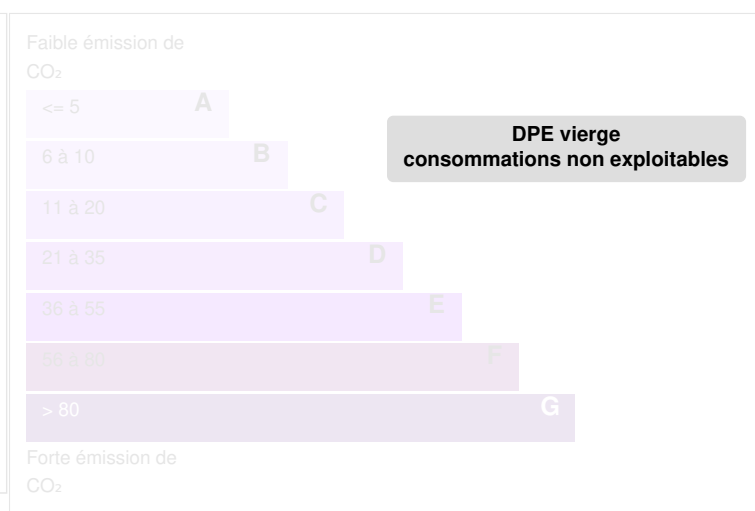 Faible émission de
CO₂
<= 5 A
6 à 10 B
11 à 20 C
21 à 35 D
36 à 55 E
56 à 80 F
> 80 G
Forte émission de
CO₂
DPE vierge
consommations non exploitables